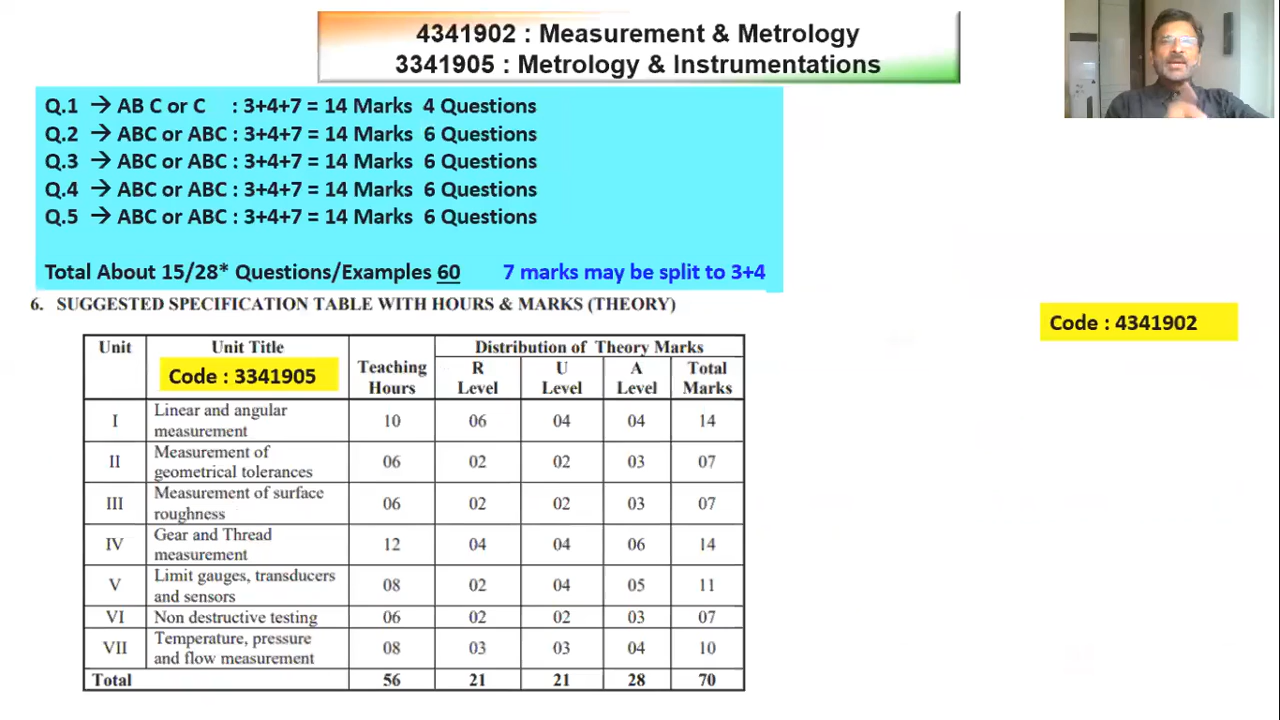 4341902 : Measurement & Metrology
3341905 : Metrology & Instrumentations
Q.1 → AB C or C : 3+4+7 = 14 Marks 4 Questions
Q.2 → ABC or ABC : 3+4+7 = 14 Marks 6 Questions
Q.3 → ABC or ABC : 3+4+7 = 14 Marks 6 Questions
Q.4 → ABC or ABC : 3+4+7 = 14 Marks 6 Questions
Q.5 → ABC or ABC : 3+4+7 = 14 Marks 6 Questions
Total About 15/28* Questions/Examples 60 7 marks may be split to 3+4
6. SUGGESTED SPECIFICATION TABLE WITH HOURS & MARKS (THEORY)
Code : 4341902
Unit Unit Title Teaching Hours Distribution of Theory Marks
Code : 3341905
R Level U Level A Level Total Marks
I Linear and angular measurement 10 06 04 04 14
II Measurement of geometrical tolerances 06 02 02 03 07
III Measurement of surface roughness 06 02 02 03 07
IV Gear and Thread measurement 12 04 04 06 14
V Limit gauges, transducers and sensors 08 02 04 05 11
VI Non destructive testing 06 02 02 03 07
VII Temperature, pressure and flow measurement 08 03 03 04 10
Total 56 21 21 28 70